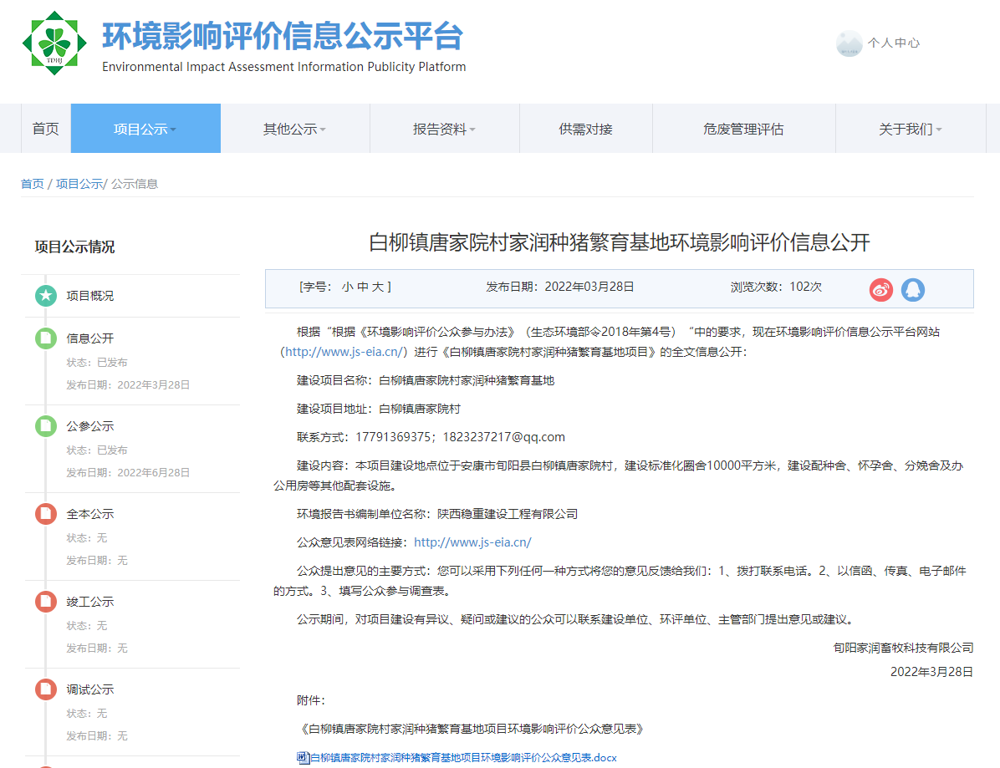 环境影响评价信息公示平台
Environmental Impact Assessment Information Publicity Platform
TDHJ
个人中心
首页 项目公示 其他公示 报告资料 供需对接 危废管理评估 关于我们
首页 / 项目公示/ 公示信息
项目公示情况
项目概况
信息公开
状态：已发布
发布日期：2022年3月28日
公参公示
状态：已发布
发布日期：2022年6月28日
全本公示
状态：无
发布日期：无
竣工公示
状态：无
发布日期：无
调试公示
状态：无
发布日期：无
白柳镇唐家院村家润种猪繁育基地环境影响评价信息公开
[字号： 小 中 大 ] 发布日期：2022年03月28日 浏览次数：102次
根据“根据《环境影响评价公众参与办法》（生态环境部令2018年第4号）“中的要求，现在环境影响评价信息公示平台网站
（http://www.js-eia.cn/）进行《白柳镇唐家院村家润种猪繁育基地项目》的全文信息公开：
建设项目名称：白柳镇唐家院村家润种猪繁育基地
建设项目地址：白柳镇唐家院村
联系方式：17791369375；1823237217@qq.com
建设内容：本项目建设地点位于安康市旬阳县白柳镇唐家院村，建设标准化圈舍10000平方米，建设配种舍、怀孕舍、分娩舍及办
公用房等其他配套设施。
环境报告书编制单位名称：陕西稳重建设工程有限公司
公众意见表网络链接：http://www.js-eia.cn/
公众提出意见的主要方式：您可以采用下列任何一种方式将您的意见反馈给我们：1、拨打联系电话。2、以信函、传真、电子邮件
的方式。3、填写公众参与调查表。
公示期间，对项目建设有异议、疑问或建议的公众可以联系建设单位、环评单位、主管部门提出意见或建议。
旬阳家润畜牧科技有限公司
2022年3月28日
附件：
《白柳镇唐家院村家润种猪繁育基地项目环境影响评价公众意见表》
白柳镇唐家院村家润种猪繁育基地项目环境影响评价公众意见表.docx